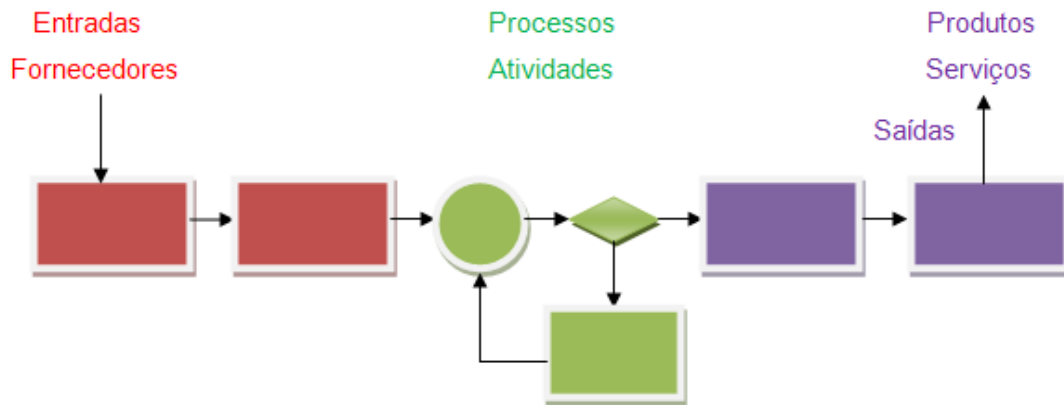 Entradas
Fornecedores
Processos
Atividades
Produtos
Serviços
Saídas